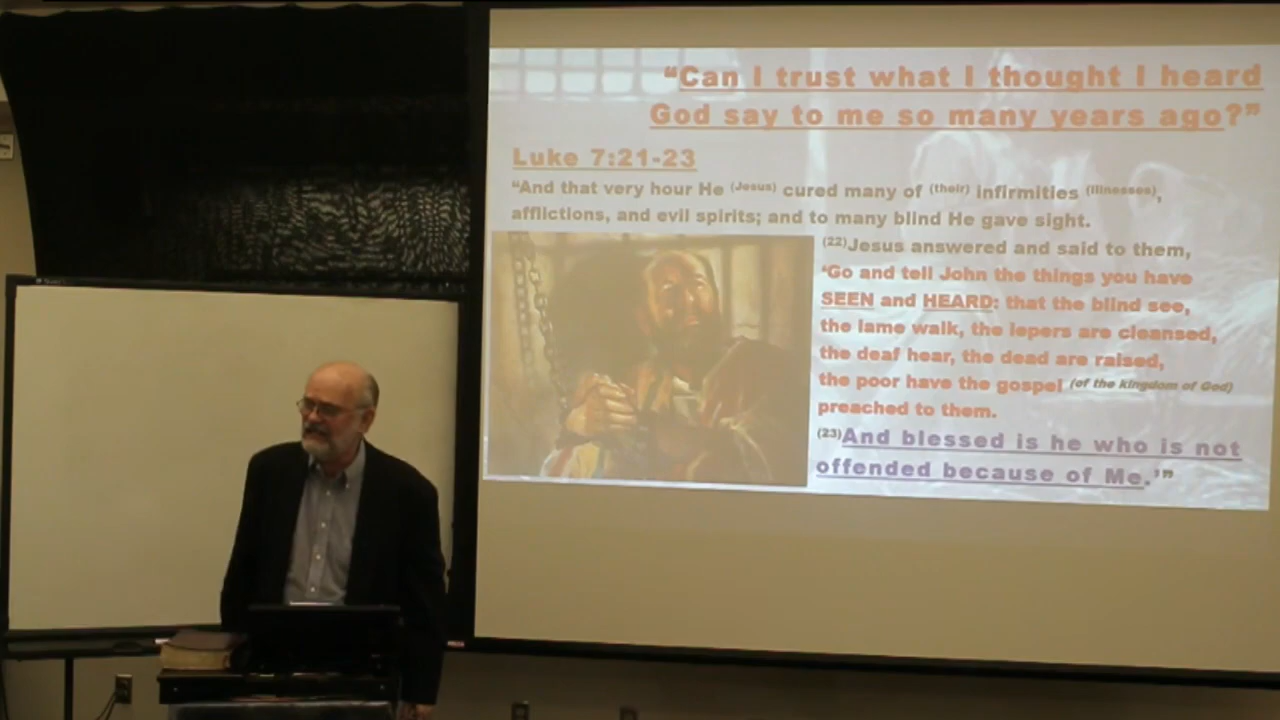 “Can I trust what I thought I heard
God say to me so many years ago?”
Luke 7:21-23
“And that very hour He (Jesus) cured many of (their) infirmities (illnesses),
afflictions, and evil spirits; and to many blind He gave sight.
(22)Jesus answered and said to them,
‘Go and tell John the things you have
SEEN and HEARD: that the blind see,
the lame walk, the lepers are cleansed,
the deaf hear, the dead are raised,
the poor have the gospel (of the kingdom of God)
preached to them.
(23)And blessed is he who is not
offended because of Me.’”